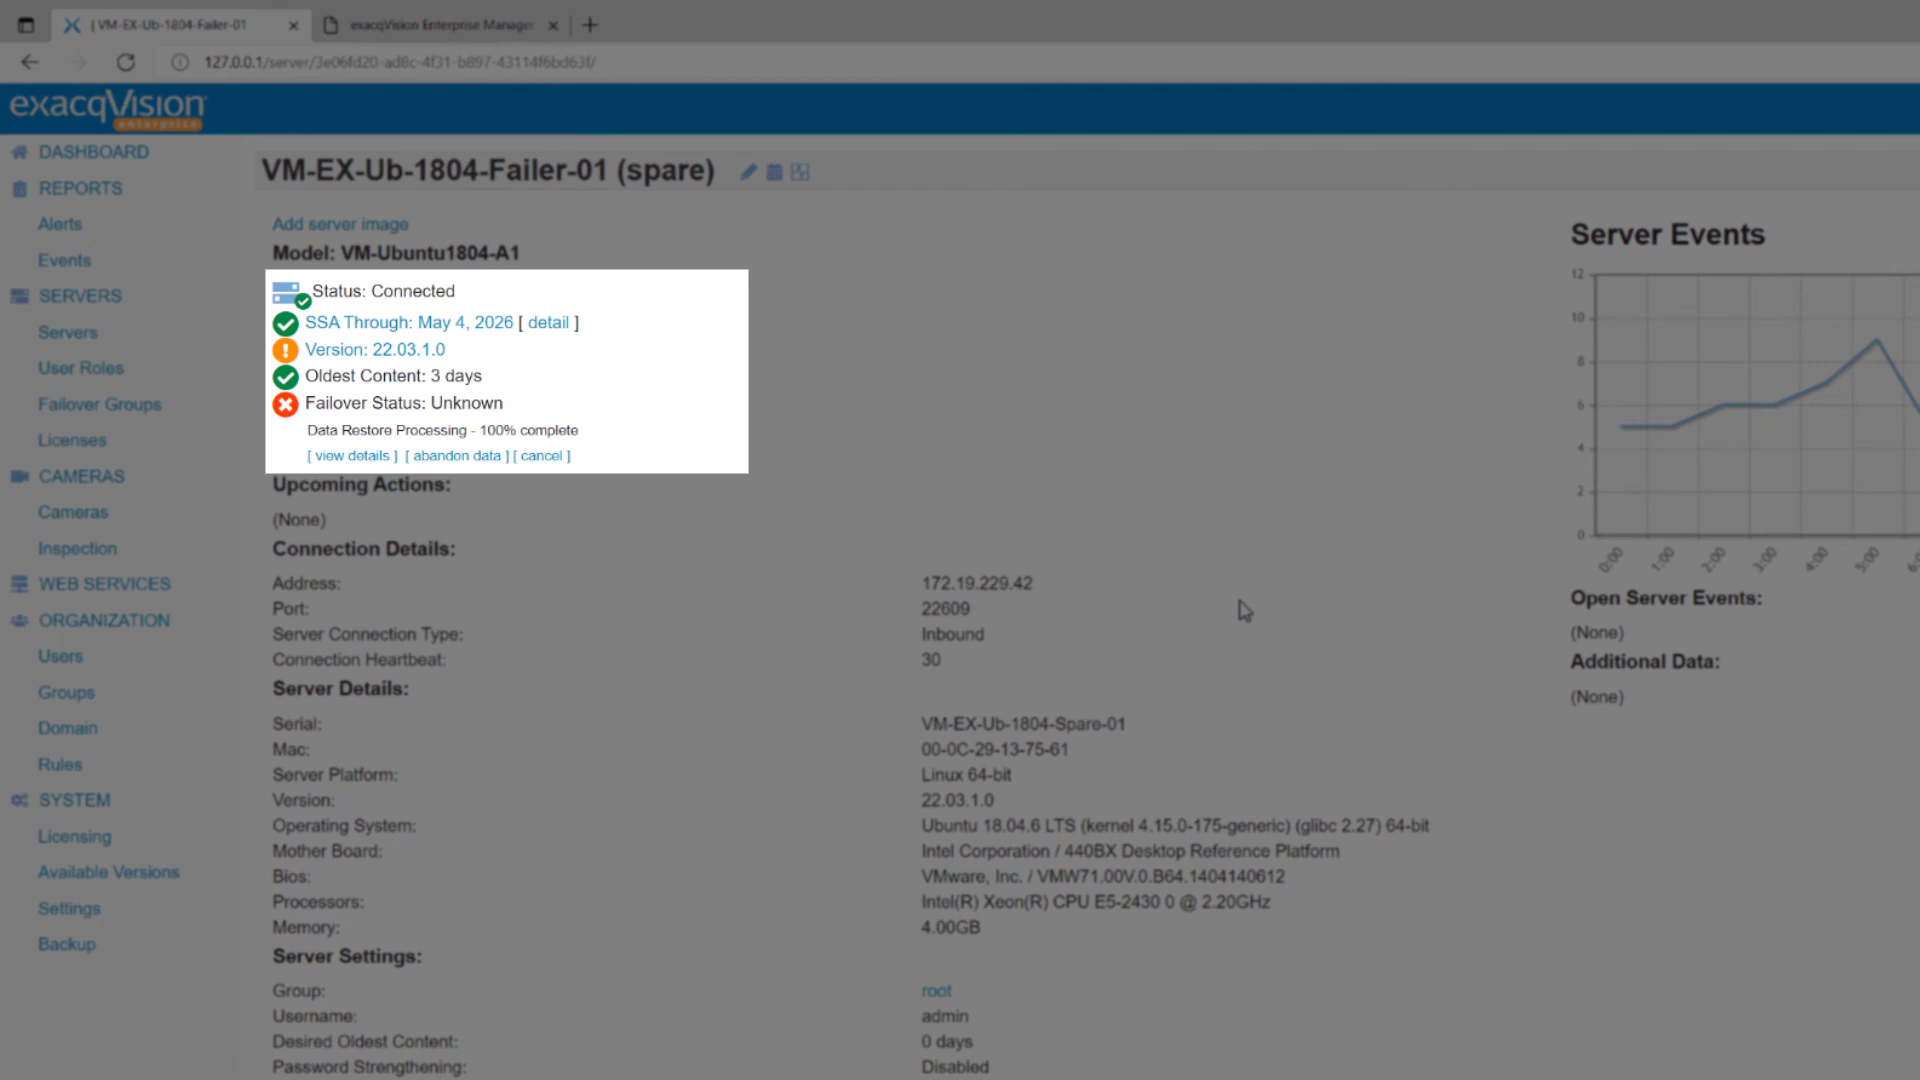 | VM-EX-Ub-1804-Failer-01
exacqVision Enterprise Manager
127.0.0.1/server/3e06fd20-ad8c-4f31-b897-43114f6bd63f/
exacqVision
enterprise
DASHBOARD
REPORTS
Alerts
Events
SERVERS
Servers
User Roles
Failover Groups
Licenses
CAMERAS
Cameras
Inspection
WEB SERVICES
ORGANIZATION
Users
Groups
Domain
Rules
SYSTEM
Licensing
Available Versions
Settings
Backup
VM-EX-Ub-1804-Failer-01 (spare)
Add server image
Model: VM-Ubuntu1804-A1
Status: Connected
SSA Through: May 4, 2026 [ detail ]
Version: 22.03.1.0
Oldest Content: 3 days
Failover Status: Unknown
Data Restore Processing - 100% complete
[ view details ] [ abandon data ] [ cancel ]
Upcoming Actions:
(None)
Connection Details:
Address: 172.19.229.42
Port: 22609
Server Connection Type: Inbound
Connection Heartbeat: 30
Server Details:
Serial: VM-EX-Ub-1804-Spare-01
Mac: 00-0C-29-13-75-61
Server Platform: Linux 64-bit
Version: 22.03.1.0
Operating System: Ubuntu 18.04.6 LTS (kernel 4.15.0-175-generic) (glibc 2.27) 64-bit
Mother Board: Intel Corporation / 440BX Desktop Reference Platform
Bios: VMware, Inc. / VMW71.00V.0.B64.1404140612
Processors: Intel(R) Xeon(R) CPU E5-2430 0 @ 2.20GHz
Memory: 4.00GB
Server Settings:
Group: root
Username: admin
Desired Oldest Content: 0 days
Password Strengthening: Disabled
Server Events
12
10
8
6
4
2
0
0:00 1:00 2:00 3:00 4:00 5:00
Open Server Events:
(None)
Additional Data:
(None)